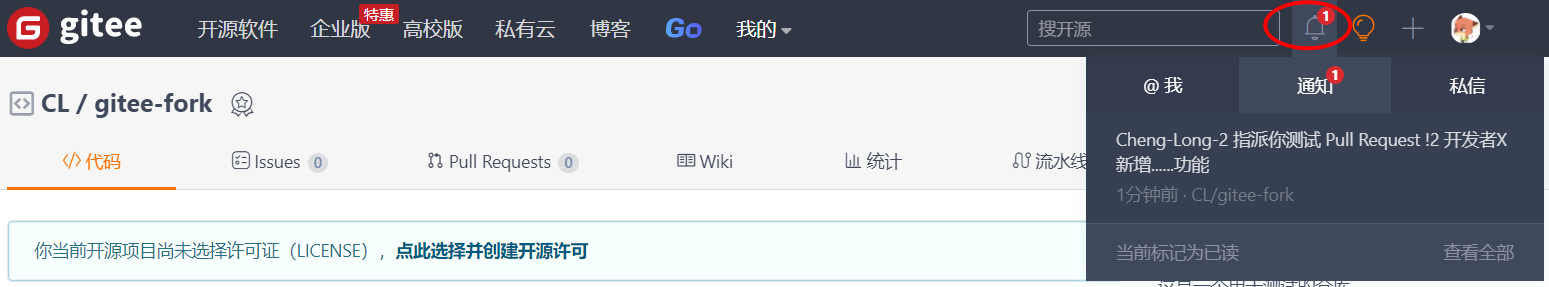 gitee 开源软件 企业版 特惠 高校版 私有云 博客 Go 我的 搜开源 1
CL / gitee-fork
@ 我 通知 1 私信
代码 Issues 0 Pull Requests 0 Wiki 统计 流水线
Cheng-Long-2 指派你测试 Pull Request !2 开发者X
新增......功能
1分钟前 · CL/gitee-fork
你当前开源项目尚未选择许可证（LICENSE），点此选择并创建开源许可
当前标记为已读 查看全部